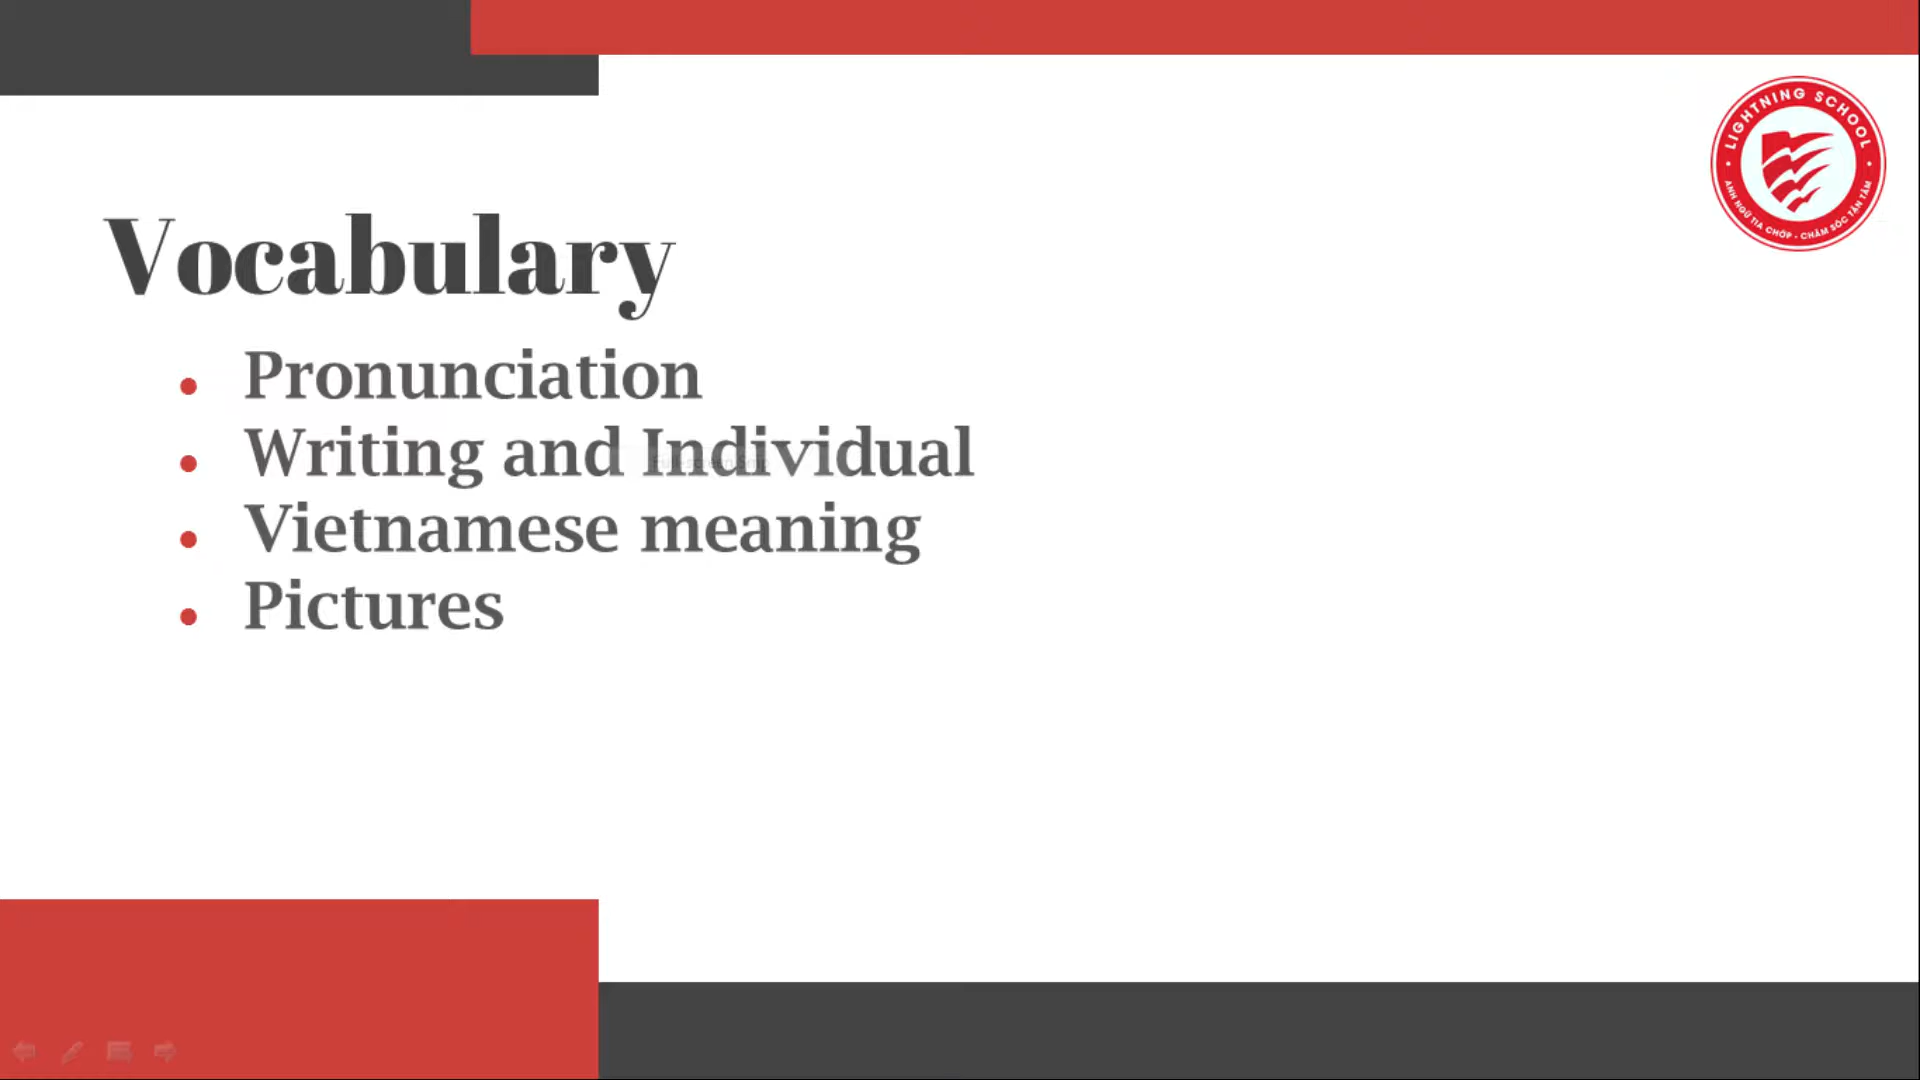 LIGHTNING SCHOOL
ANH NGỮ TIA CHỚP - CHĂM SÓC TẬN TÂM
Vocabulary
Pronunciation
Writing and Individual
Vietnamese meaning
Pictures